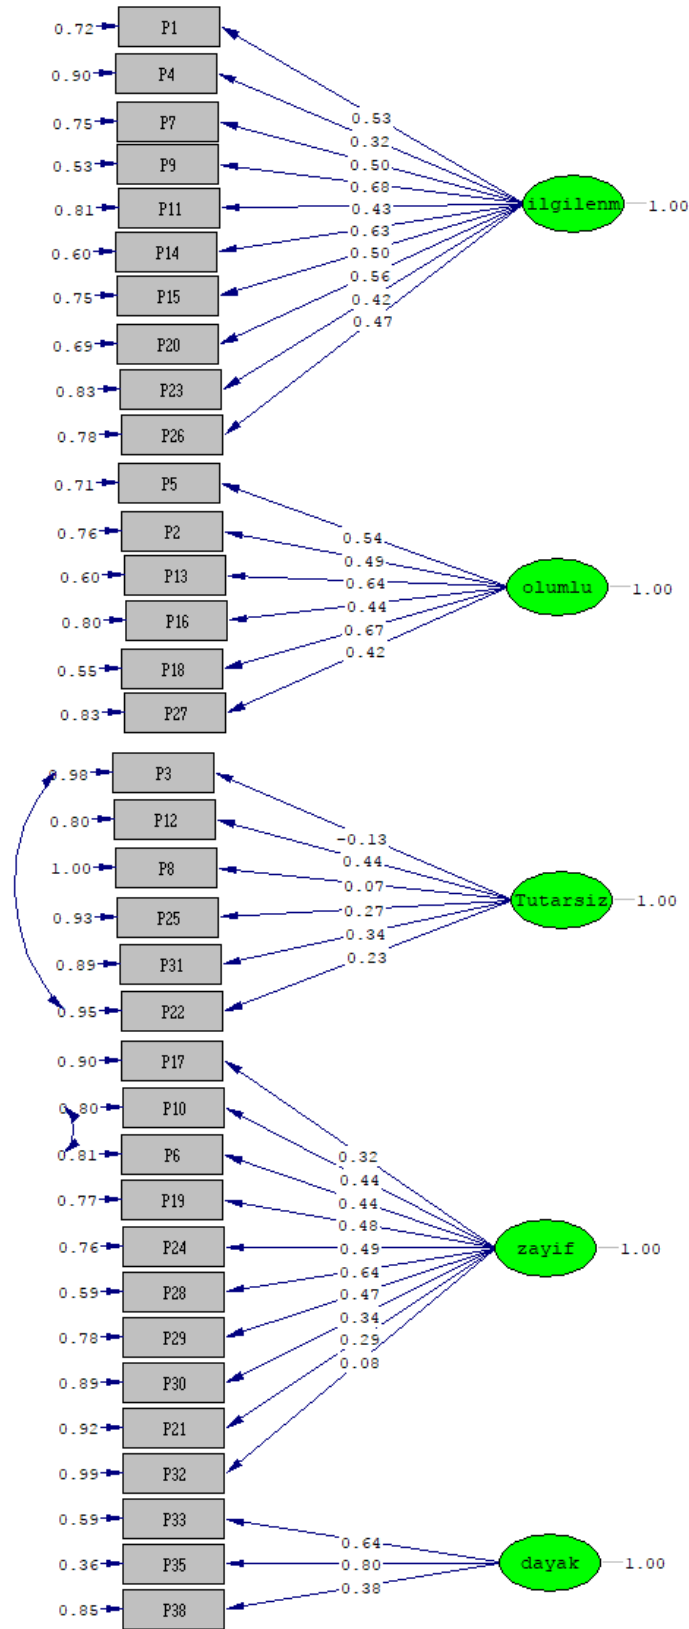 0.72 P1
0.90 P4
0.75 P7
0.53 P9
0.81 P11
0.60 P14
0.75 P15
0.69 P20
0.83 P23
0.78 P26
0.53
0.32
0.50
0.68
0.43
0.63
0.50
0.56
0.42
0.47
ilgilenm 1.00
0.71 P5
0.76 P2
0.60 P13
0.80 P16
0.55 P18
0.83 P27
0.54
0.49
0.64
0.44
0.67
0.42
olumlu 1.00
0.98 P3
0.80 P12
1.00 P8
0.93 P25
0.89 P31
0.95 P22
-0.13
0.44
0.07
0.27
0.34
0.23
Tutarsiz 1.00
0.90 P17
0.80 P10
0.81 P6
0.77 P19
0.76 P24
0.59 P28
0.78 P29
0.89 P30
0.92 P21
0.99 P32
0.32
0.44
0.44
0.48
0.49
0.64
0.47
0.34
0.29
0.08
zayif 1.00
0.59 P33
0.36 P35
0.85 P38
0.64
0.80
0.38
dayak 1.00